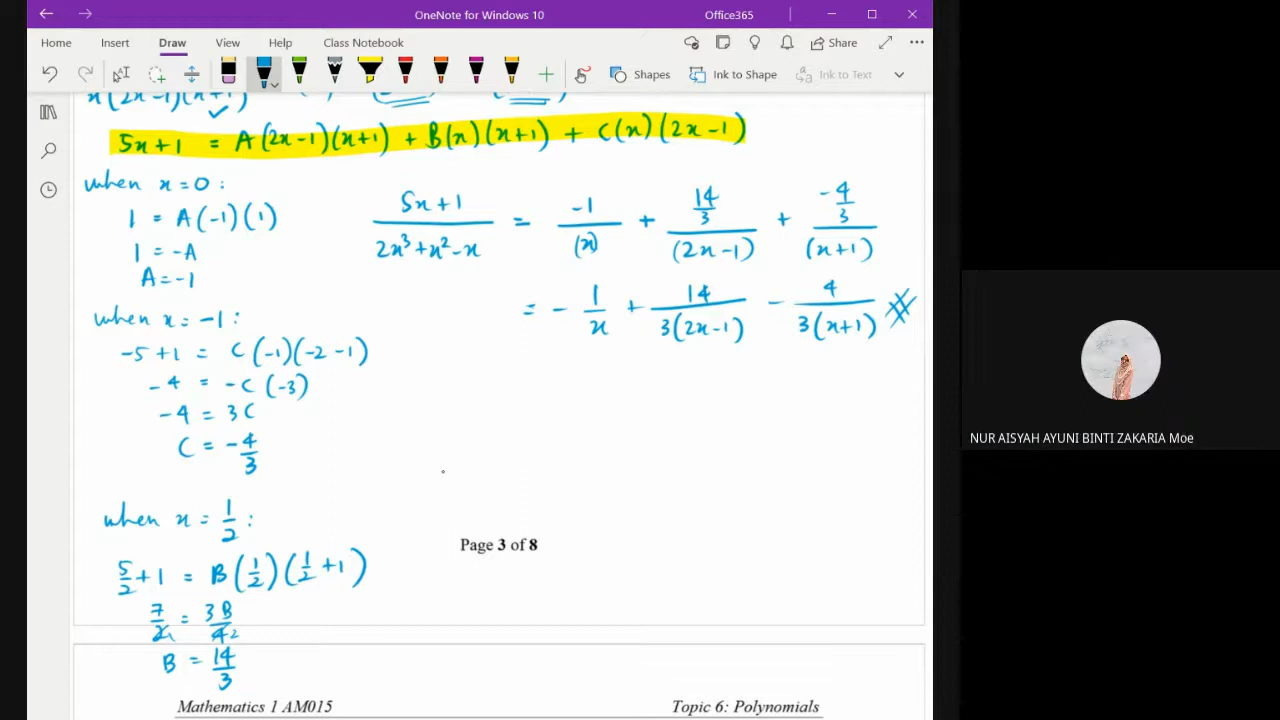 OneNote for Windows 10
Office365
Home Insert Draw View Help Class Notebook
Share
Shapes Ink to Shape Ink to Text
x(2x-1)(x+1)
5x+1 = A(2x-1)(x+1) + B(x)(x+1) + C(x)(2x-1)
when x=0 :
1 = A(-1)(1)
1 = -A
A = -1
when x = -1 :
-5+1 = C(-1)(-2-1)
-4 = -C(-3)
-4 = 3C
C = -4/3
when x = 1/2 :
5/2 + 1 = B(1/2)(1/2 + 1)
7/2 = 3B/4 2
B = 14/3
5x+1 / 2x³+x²-x = -1/(x) + 14/3/(2x-1) + -4/3/(x+1)
= - 1/x + 14/3(2x-1) - 4/3(x+1)
Page 3 of 8
Mathematics 1 AM015
Topic 6: Polynomials
NUR AISYAH AYUNI BINTI ZAKARIA Moe